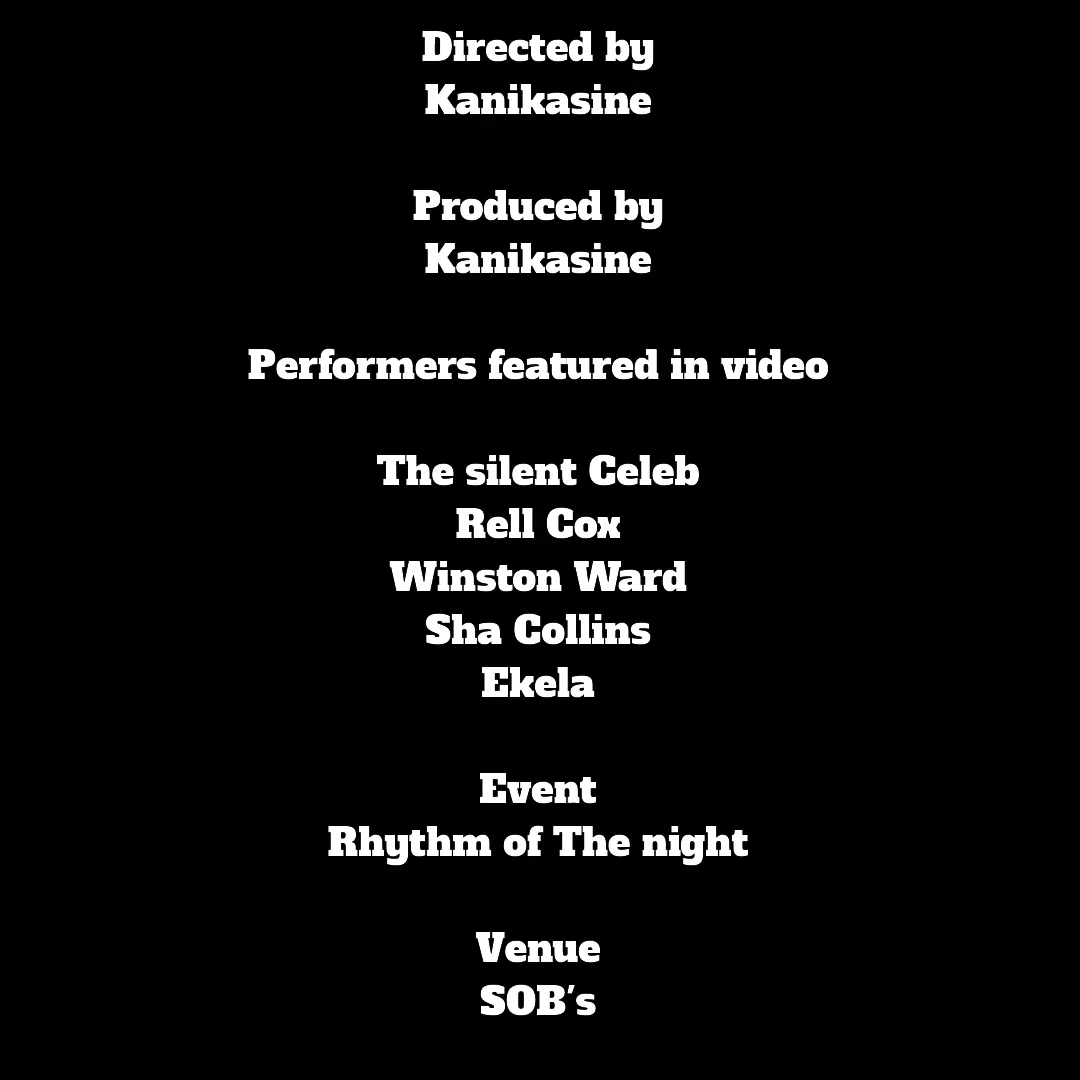 Directed by
Kanikasine
Produced by
Kanikasine
Performers featured in video
The silent Celeb
Rell Cox
Winston Ward
Sha Collins
Ekela
Event
Rhythm of The night
Venue
SOB's